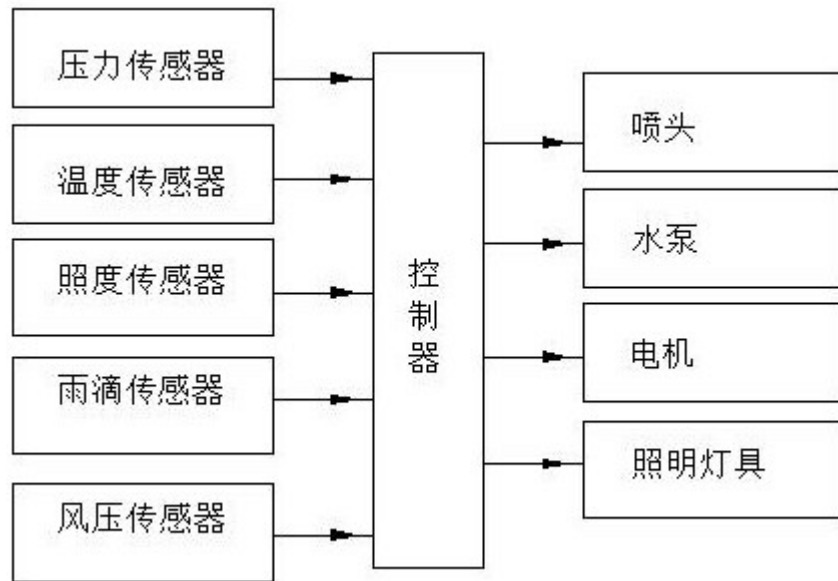 压力传感器
温度传感器
照度传感器
雨滴传感器
风压传感器
控
制
器
喷头
水泵
电机
照明灯具